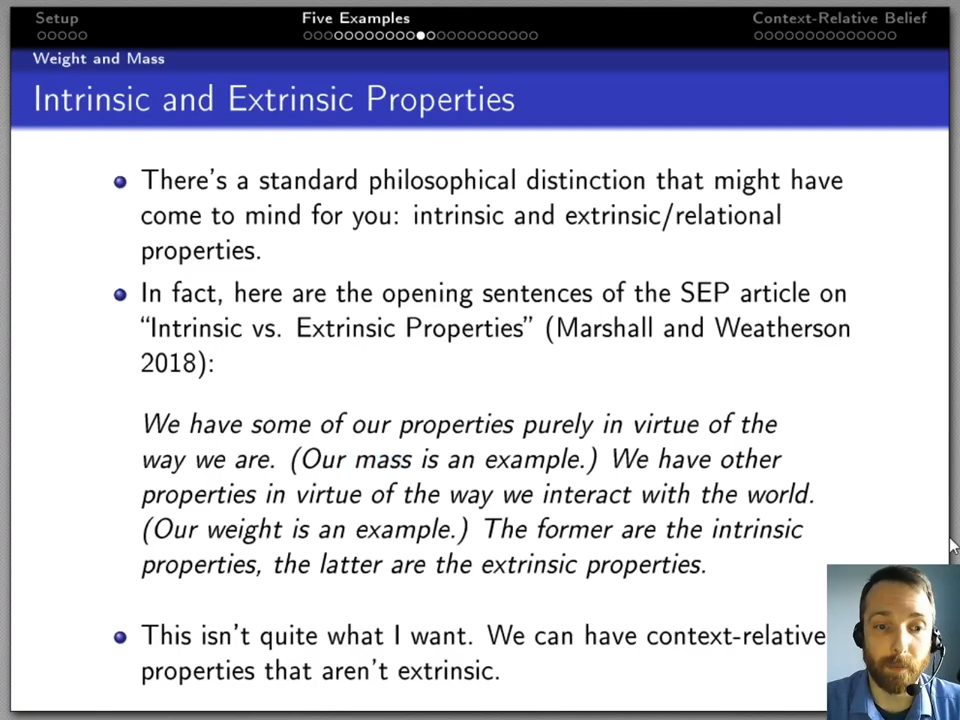 Setup
Five Examples
Context-Relative Belief
Weight and Mass
Intrinsic and Extrinsic Properties
There's a standard philosophical distinction that might have
come to mind for you: intrinsic and extrinsic/relational
properties.
In fact, here are the opening sentences of the SEP article on
“Intrinsic vs. Extrinsic Properties” (Marshall and Weatherson
2018):
We have some of our properties purely in virtue of the
way we are. (Our mass is an example.) We have other
properties in virtue of the way we interact with the world.
(Our weight is an example.) The former are the intrinsic
properties, the latter are the extrinsic properties.
This isn't quite what I want. We can have context-relative
properties that aren't extrinsic.